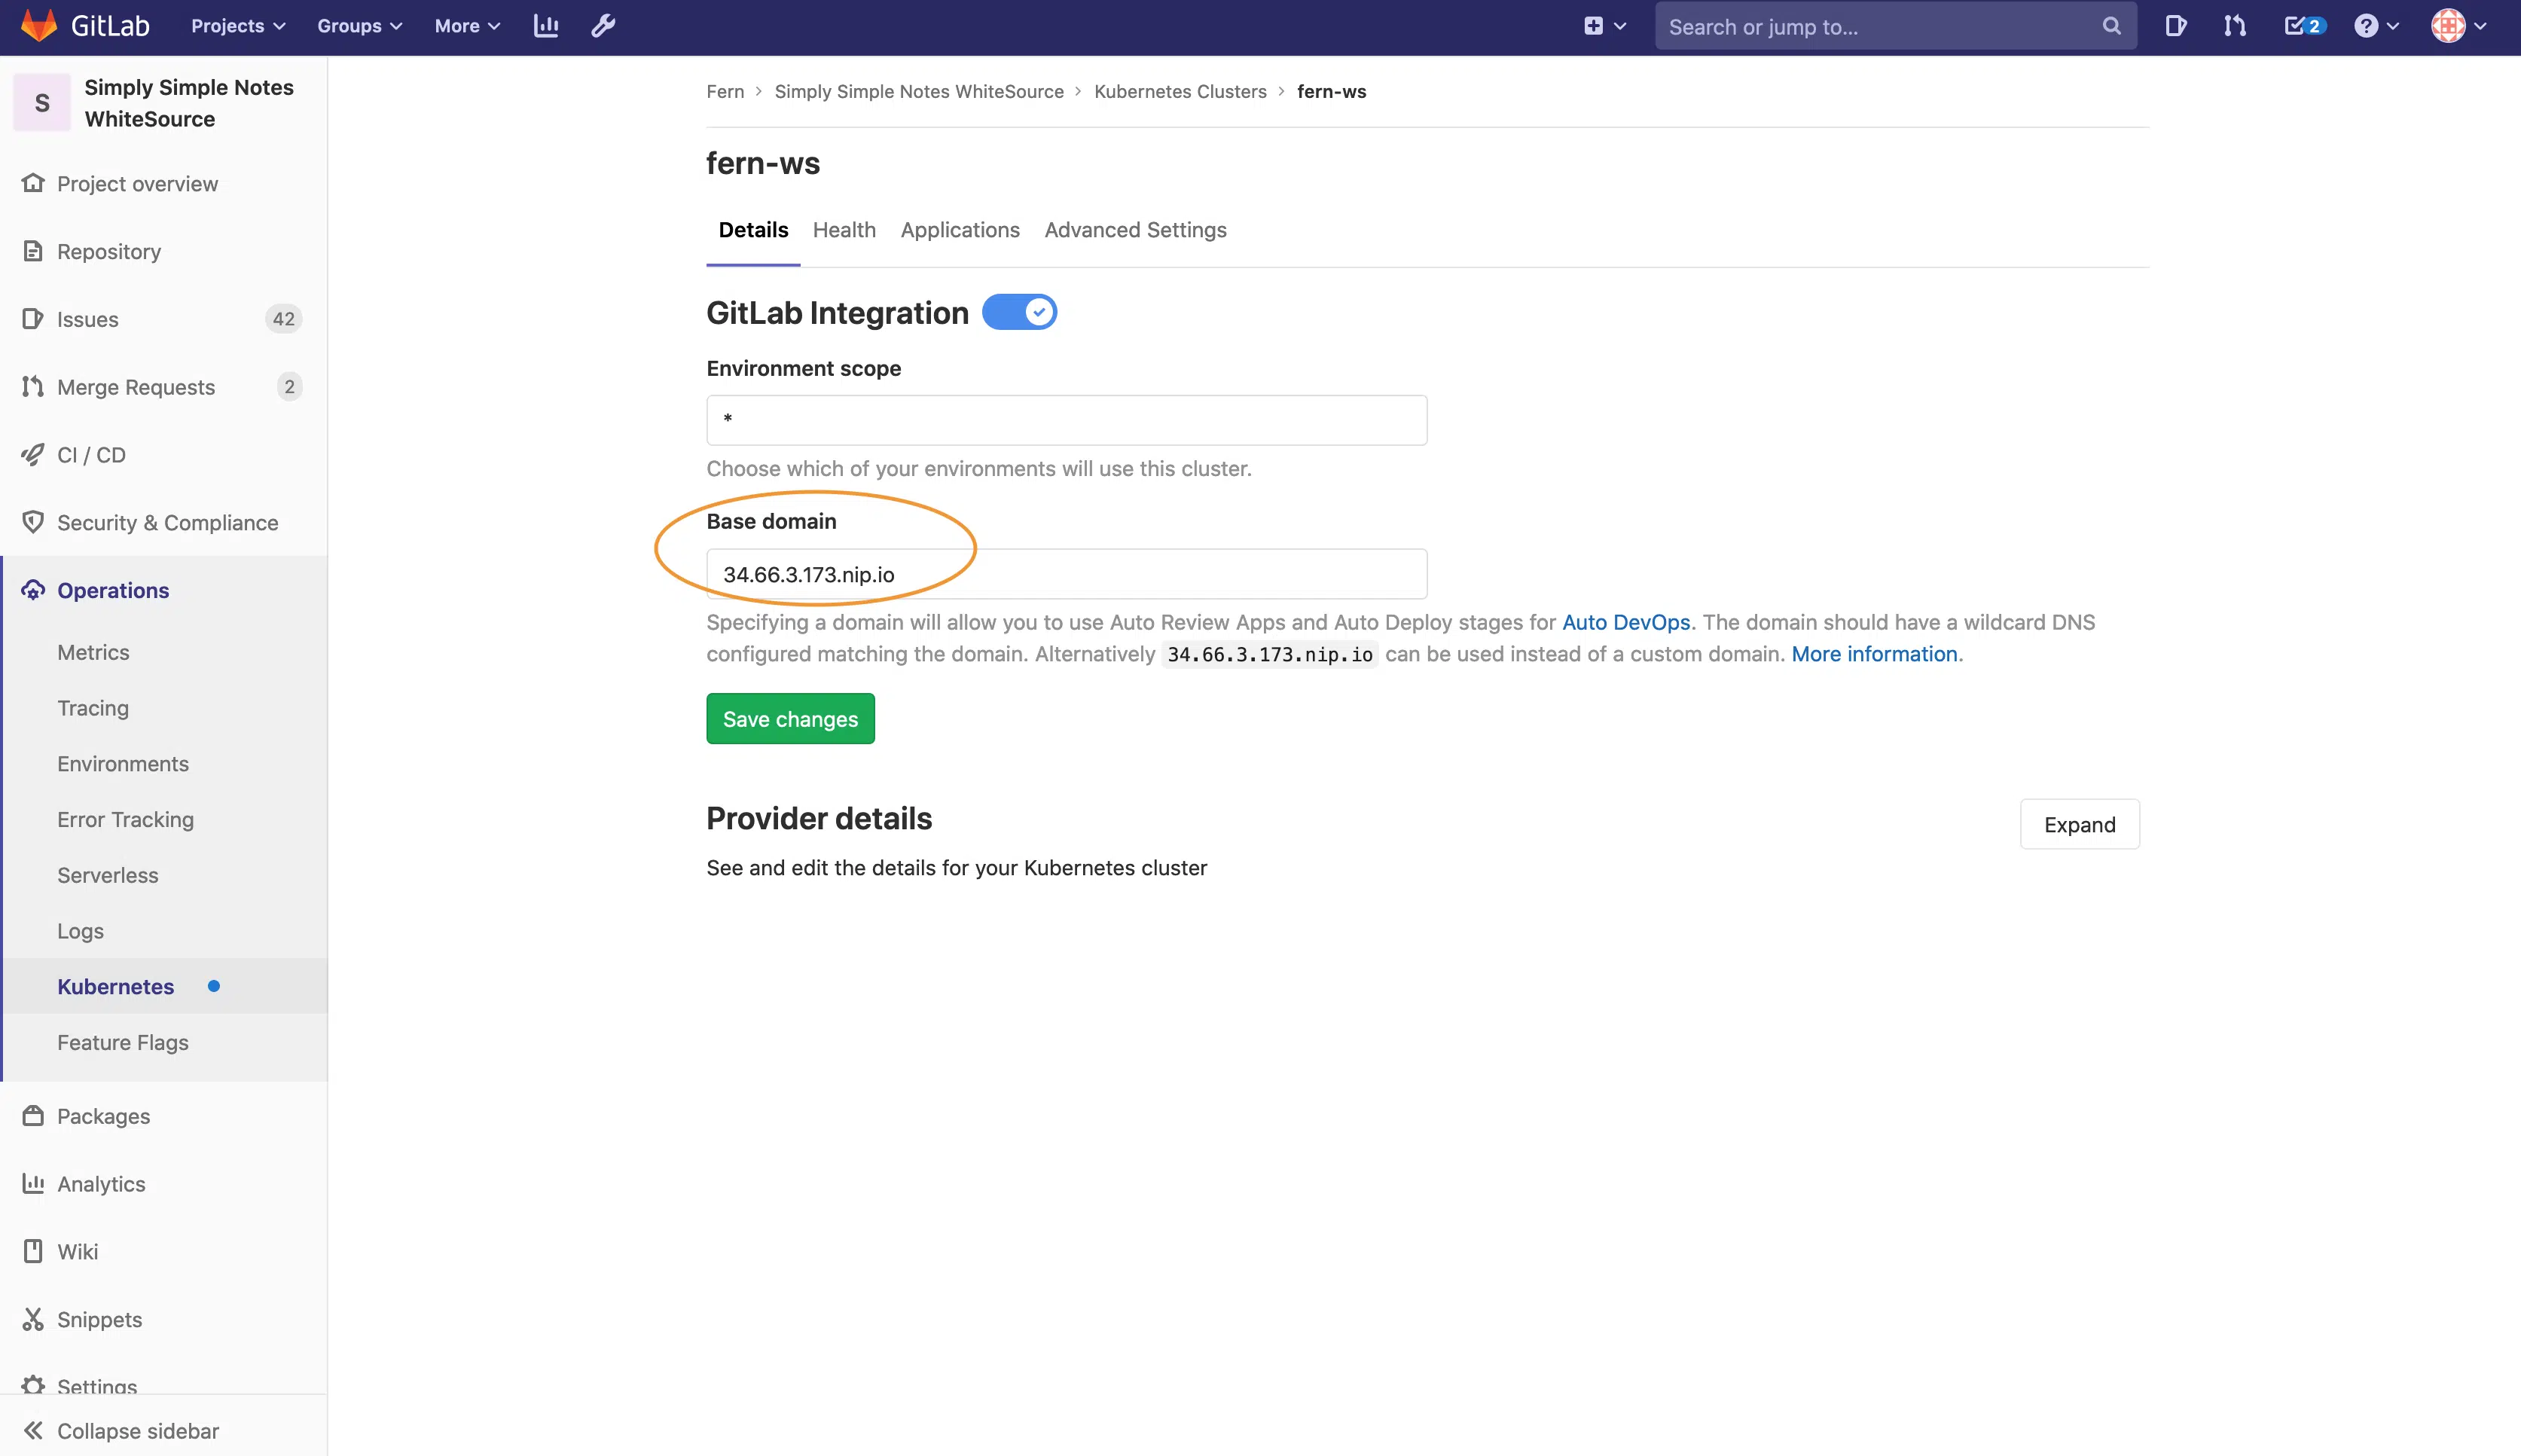 GitLab Projects Groups More Search or jump to... 2
S Simply Simple Notes
WhiteSource
Project overview
Repository
Issues 42
Merge Requests 2
CI / CD
Security & Compliance
Operations
Metrics
Tracing
Environments
Error Tracking
Serverless
Logs
Kubernetes
Feature Flags
Packages
Analytics
Wiki
Snippets
Settings
Collapse sidebar
Fern > Simply Simple Notes WhiteSource > Kubernetes Clusters > fern-ws
fern-ws
Details Health Applications Advanced Settings
GitLab Integration
Environment scope
*
Choose which of your environments will use this cluster.
Base domain
34.66.3.173.nip.io
Specifying a domain will allow you to use Auto Review Apps and Auto Deploy stages for Auto DevOps. The domain should have a wildcard DNS
configured matching the domain. Alternatively 34.66.3.173.nip.io can be used instead of a custom domain. More information.
Save changes
Provider details
Expand
See and edit the details for your Kubernetes cluster